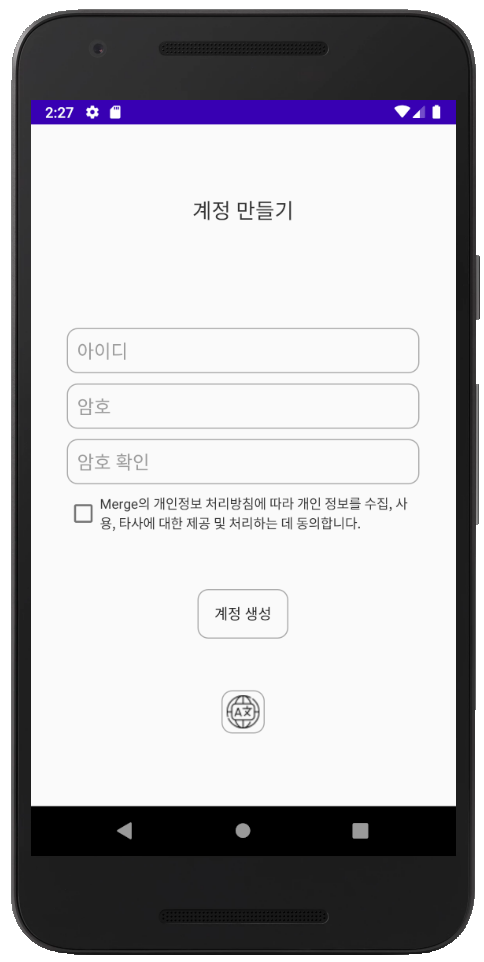 2:27
계정 만들기
아이디
암호
암호 확인
Merge의 개인정보 처리방침에 따라 개인 정보를 수집, 사
용, 타사에 대한 제공 및 처리하는 데 동의합니다.
계정 생성
A文